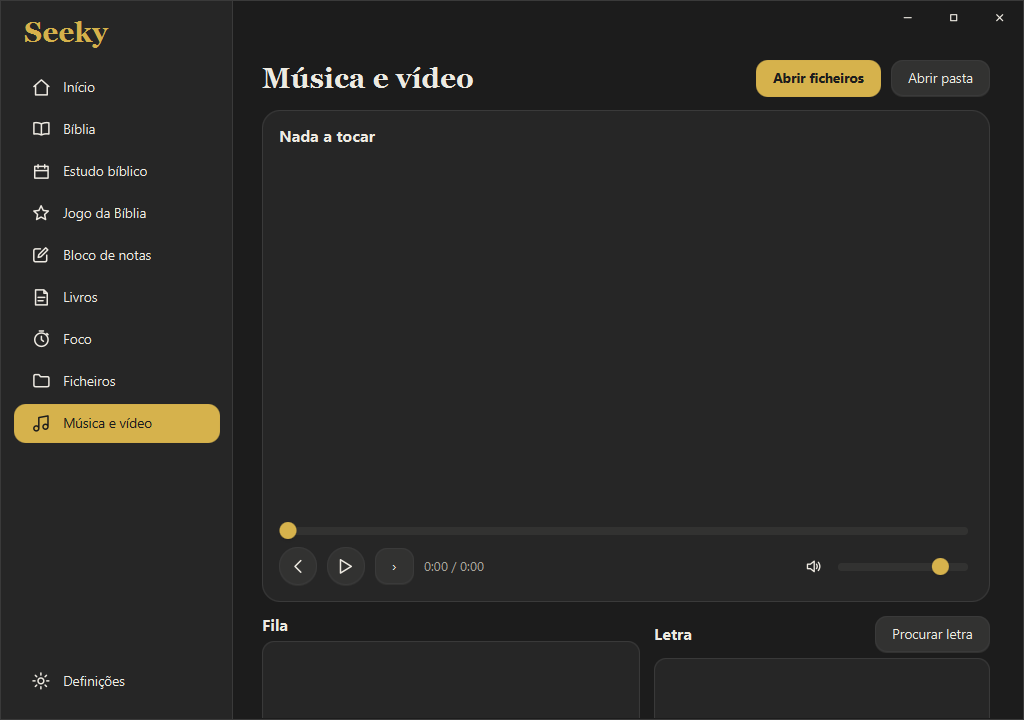 Seeky
Início
Bíblia
Estudo bíblico
Jogo da Bíblia
Bloco de notas
Livros
Foco
Ficheiros
Música e vídeo
Definições
Música e vídeo
Abrir ficheiros
Abrir pasta
Nada a tocar
0:00 / 0:00
Fila
Letra
Procurar letra